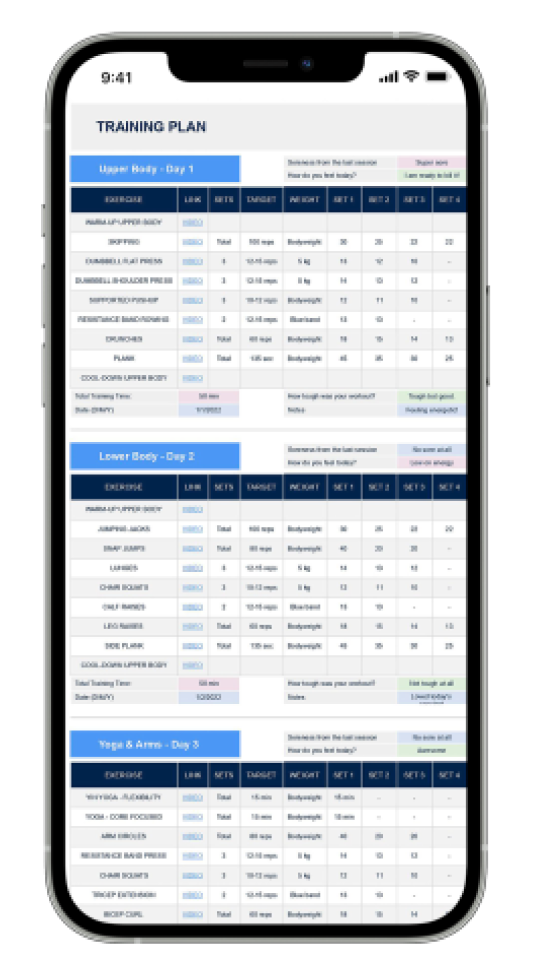 9:41
TRAINING PLAN
Upper Body - Day 1
Soreness from the last session Super sore
How do you feel today? I am ready to kill it!
EXERCISE LINK SETS TARGET WEIGHT SET 1 SET 2 SET 3 SET 4
WARM-UP UPPER BODY VIDEO
SKIPPING VIDEO Total 100 reps Bodyweight 30 25 23 22
DUMBBELL FLAT PRESS VIDEO 3 12-15 reps 5 kg 13 12 10 -
DUMBBELL SHOULDER PRESS VIDEO 3 12-15 reps 5 kg 14 13 12 -
SUPPORTED PUSH-UP VIDEO 3 10-12 reps Bodyweight 12 11 10 -
RESISTANCE BAND ROWING VIDEO 2 12-15 reps Blue band 13 13 - -
CRUNCHES VIDEO Total 60 reps Bodyweight 18 15 14 13
PLANK VIDEO Total 135 sec Bodyweight 45 35 30 25
COOL-DOWN UPPER BODY VIDEO
Total Training Time: 50 min How tough was your workout? Tough but good
Date (D/M/Y) 1/1/2022 Notes Feeling energetic!
Lower Body - Day 2
Soreness from the last session No sore at all
How do you feel today? Low on energy
EXERCISE LINK SETS TARGET WEIGHT SET 1 SET 2 SET 3 SET 4
WARM-UP UPPER BODY VIDEO
JUMPING JACKS VIDEO Total 100 reps Bodyweight 30 25 23 22
SNAP JUMPS VIDEO Total 80 reps Bodyweight 40 20 20 -
LUNGES VIDEO 3 12-15 reps 5 kg 14 13 12 -
CHAIR SQUATS VIDEO 3 10-12 reps 5 kg 12 11 10 -
CALF RAISES VIDEO 2 12-15 reps Blue band 15 13 - -
LEG RAISES VIDEO Total 60 reps Bodyweight 18 15 14 13
SIDE PLANK VIDEO Total 135 sec Bodyweight 45 35 30 25
COOL-DOWN UPPER BODY VIDEO
Total Training Time: 50 min How tough was your workout? Not tough at all
Date (D/M/Y) 1/2/2022 Notes Loved today's
Yoga & Arms - Day 3
Soreness from the last session No sore at all
How do you feel today? Awesome
EXERCISE LINK SETS TARGET WEIGHT SET 1 SET 2 SET 3 SET 4
YIN YOGA - FLEXIBILITY VIDEO Total 15 min Bodyweight 15 min - - -
YOGA - CORE FOCUSED VIDEO Total 10 min Bodyweight 10 min - - -
ARM CIRCLES VIDEO Total 80 reps Bodyweight 40 20 20 -
RESISTANCE BAND PRESS VIDEO 3 12-15 reps 5 kg 14 13 12 -
CHAIR SQUATS VIDEO 3 10-12 reps 5 kg 12 11 10 -
TRICEP EXTENSION VIDEO 2 12-15 reps Blue band 15 13 - -
BICEP CURL VIDEO Total 60 reps Bodyweight 18 15 14